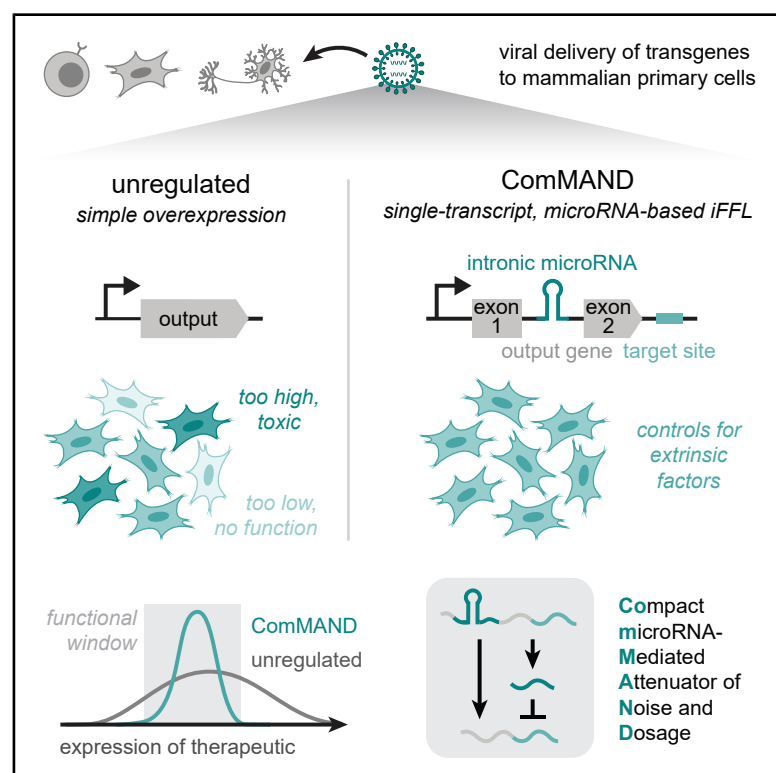 viral delivery of transgenes
to mammalian primary cells
unregulated
simple overexpression
output
too high,
toxic
too low,
no function
ComMAND
single-transcript, microRNA-based iFFL
intronic microRNA
exon
1
exon
2
output gene
target site
controls for
extrinsic
factors
functional
window
ComMAND
unregulated
expression of therapeutic
Compact
microRNA-
Mediated
Attenuator of
Noise and
Dosage